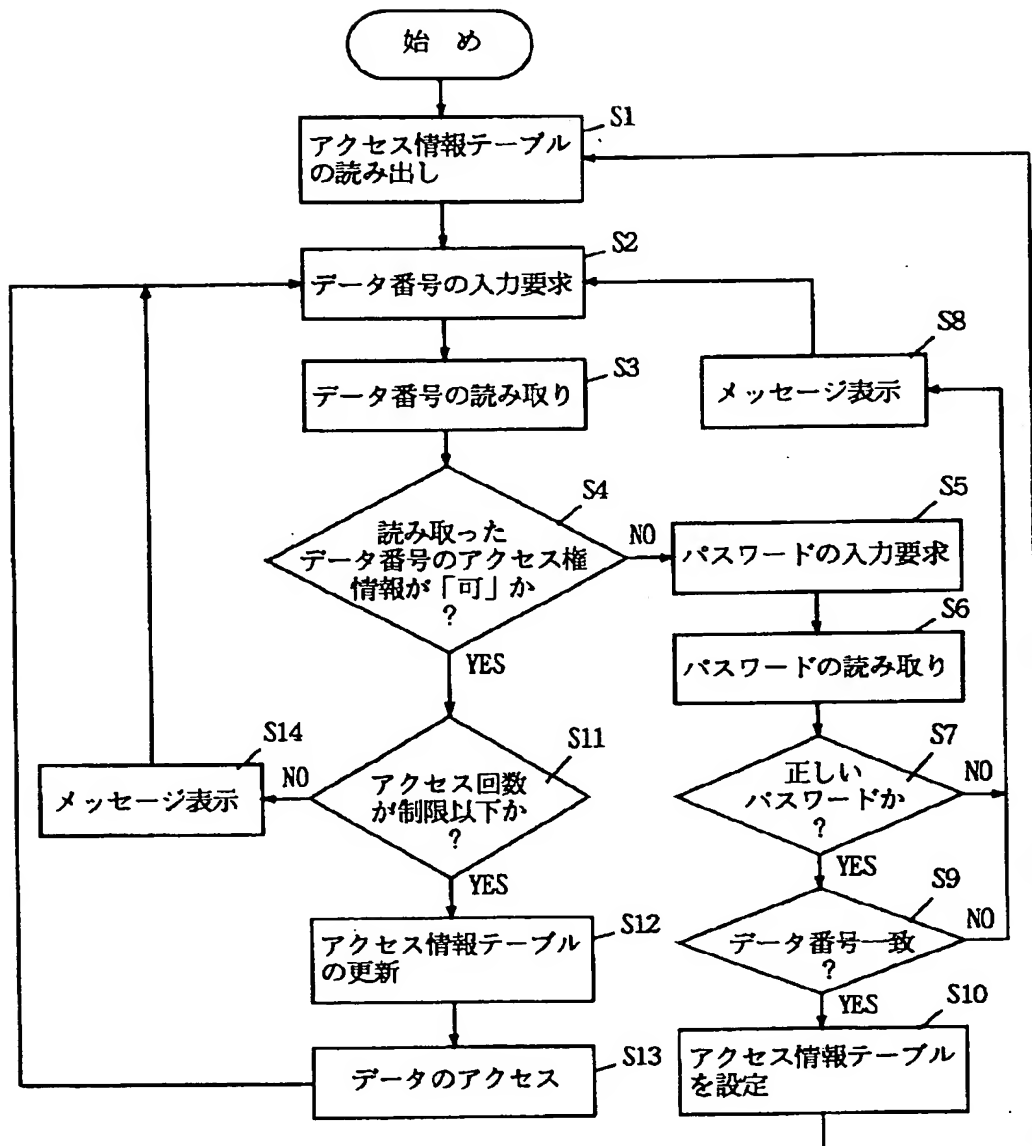 始 め
S1
アクセス情報テーブル
の読み出し
S2
データ番号の入力要求
S3
データ番号の読み取り
S8
メッセージ表示
S4
読み取った
データ番号のアクセス権
情報が「可」か
?
NO
YES
S5
パスワードの入力要求
S6
パスワードの読み取り
S7
正しい
パスワードか
?
NO
YES
S14
メッセージ表示
NO
S11
アクセス回数
が制限以下か
?
YES
S9
データ番号一致
?
NO
YES
S12
アクセス情報テーブル
の更新
S10
アクセス情報テーブル
を設定
S13
データのアクセス